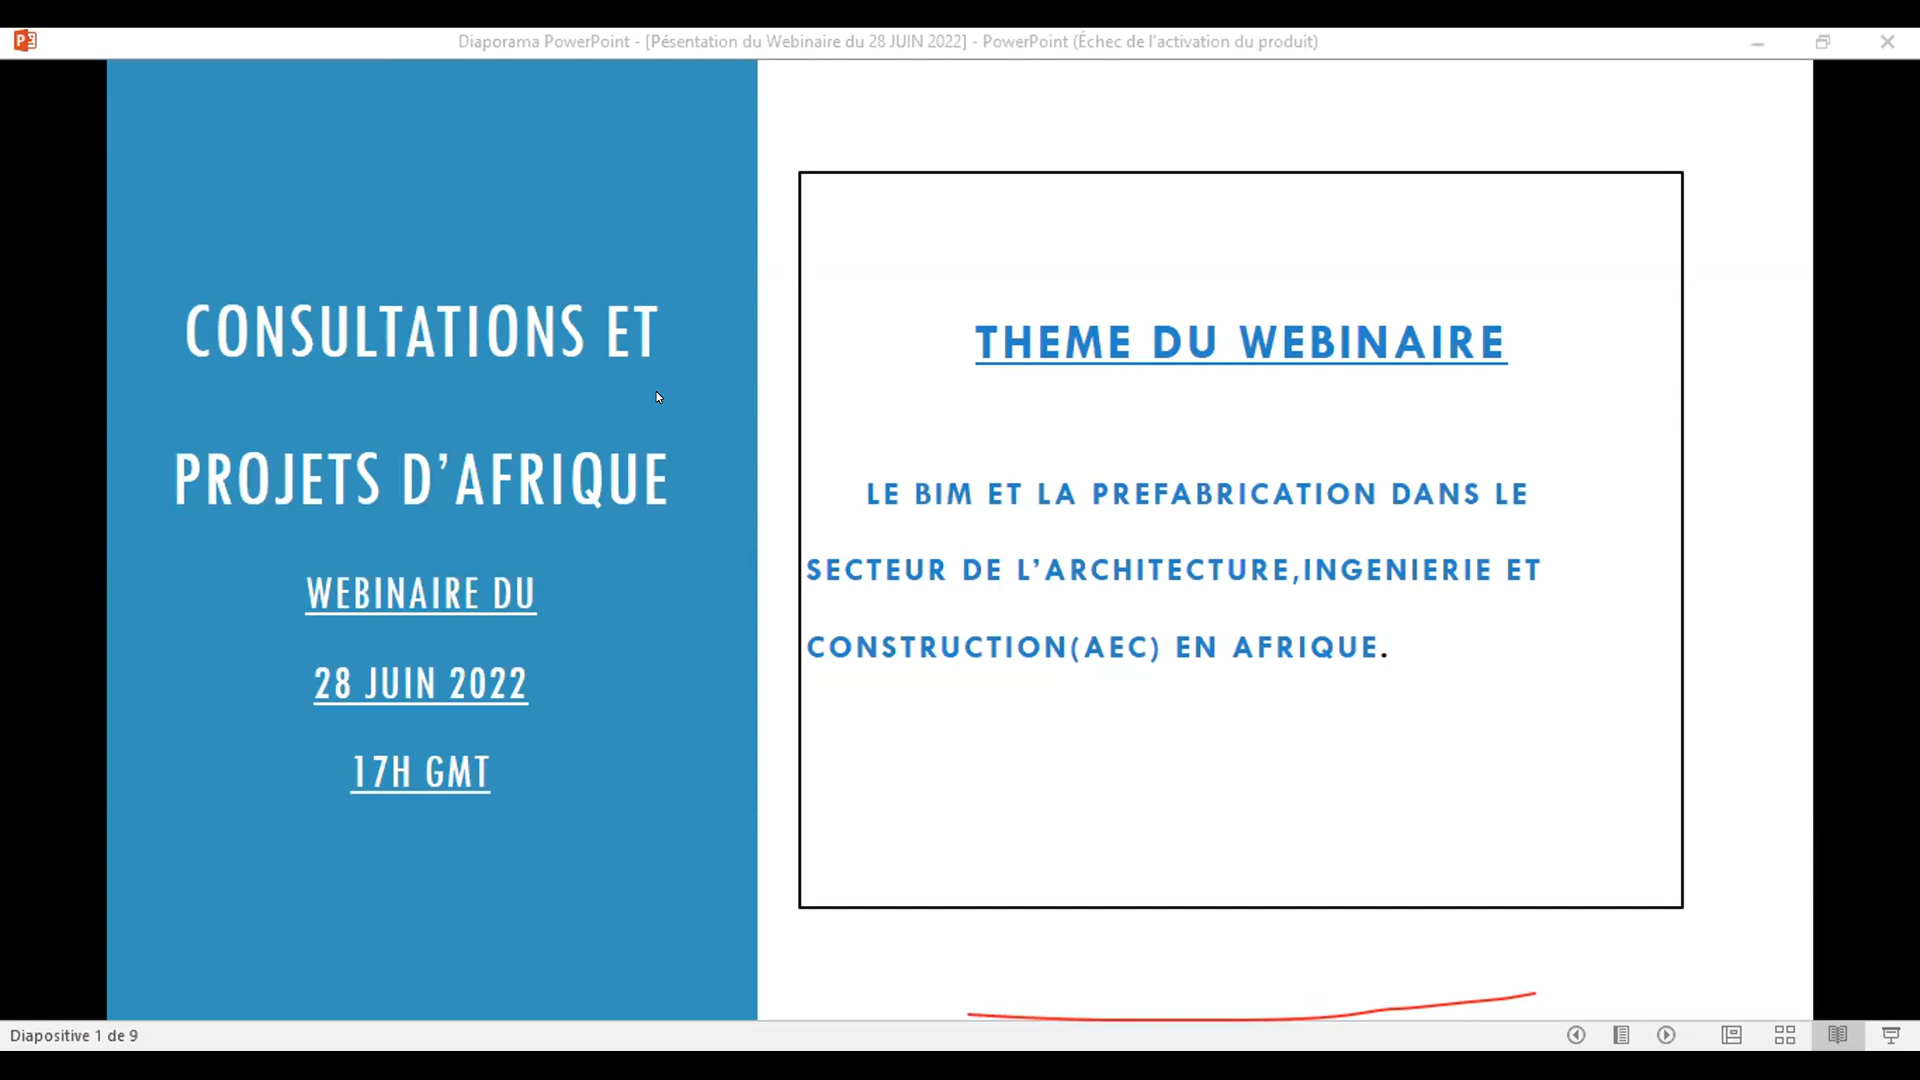 Diaporama PowerPoint - [Pésentation du Webinaire du 28 JUIN 2022] - PowerPoint (Échec de l'activation du produit)
CONSULTATIONS ET
PROJETS D’AFRIQUE
WEBINAIRE DU
28 JUIN 2022
17H GMT
THEME DU WEBINAIRE
LE BIM ET LA PREFABRICATION DANS LE
SECTEUR DE L’ARCHITECTURE,INGENIERIE ET
CONSTRUCTION(AEC) EN AFRIQUE.
Diapositive 1 de 9